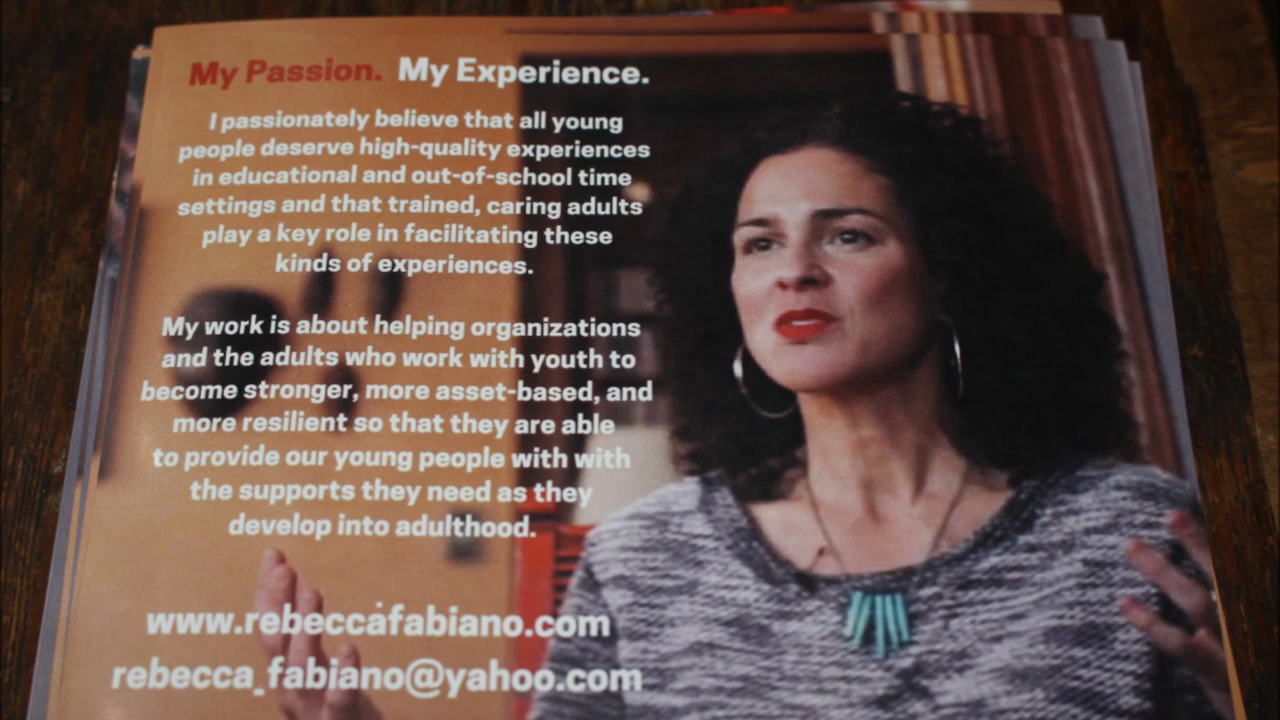 My Passion. My Experience.
I passionately believe that all young
people deserve high-quality experiences
in educational and out-of-school time
settings and that trained, caring adults
play a key role in facilitating these
kinds of experiences.
My work is about helping organizations
and the adults who work with youth to
become stronger, more asset-based, and
more resilient so that they are able
to provide our young people with with
the supports they need as they
develop into adulthood.
www.rebeccafabiano.com
rebecca_fabiano@yahoo.com